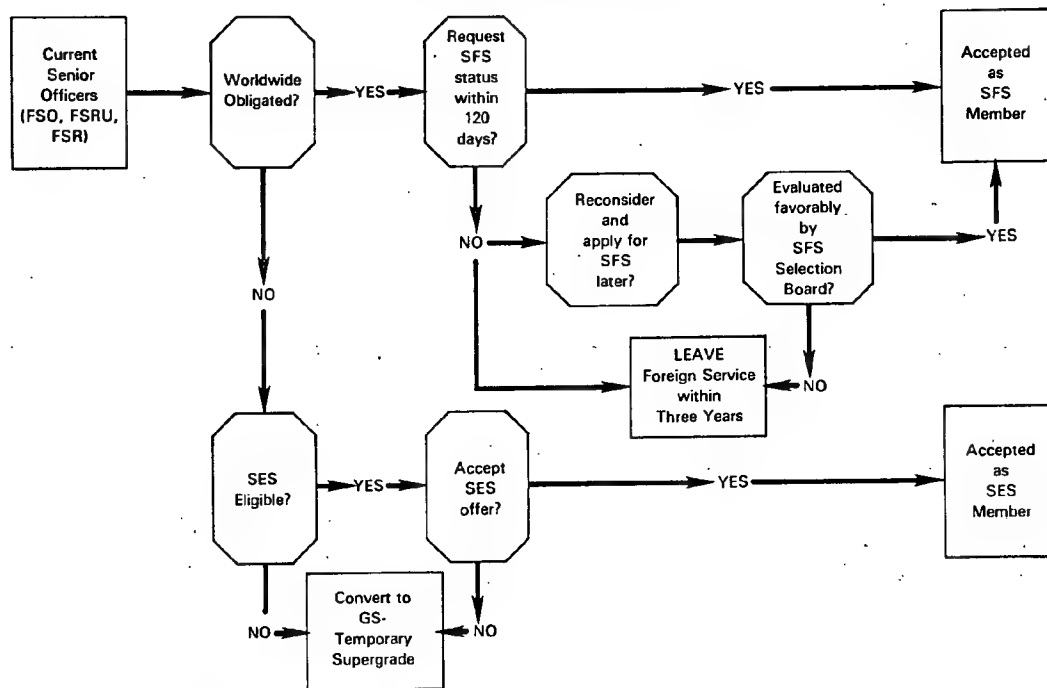 Current
Senior
Officers
(FSO, FSRU,
FSR)
Worldwide
Obligated?
YES
Request
SFS
status
within
120
days?
YES
Accepted
as
SFS
Member
NO
Reconsider
and
apply for
SFS
later?
Evaluated
favorably
by
SFS
Selection
Board?
YES
NO
LEAVE
Foreign Service
within
Three Years
NO
SES
Eligible?
YES
Accept
SES
offer?
YES
Accepted
as
SES
Member
NO
Convert to
GS-
Temporary
Supergrade
NO